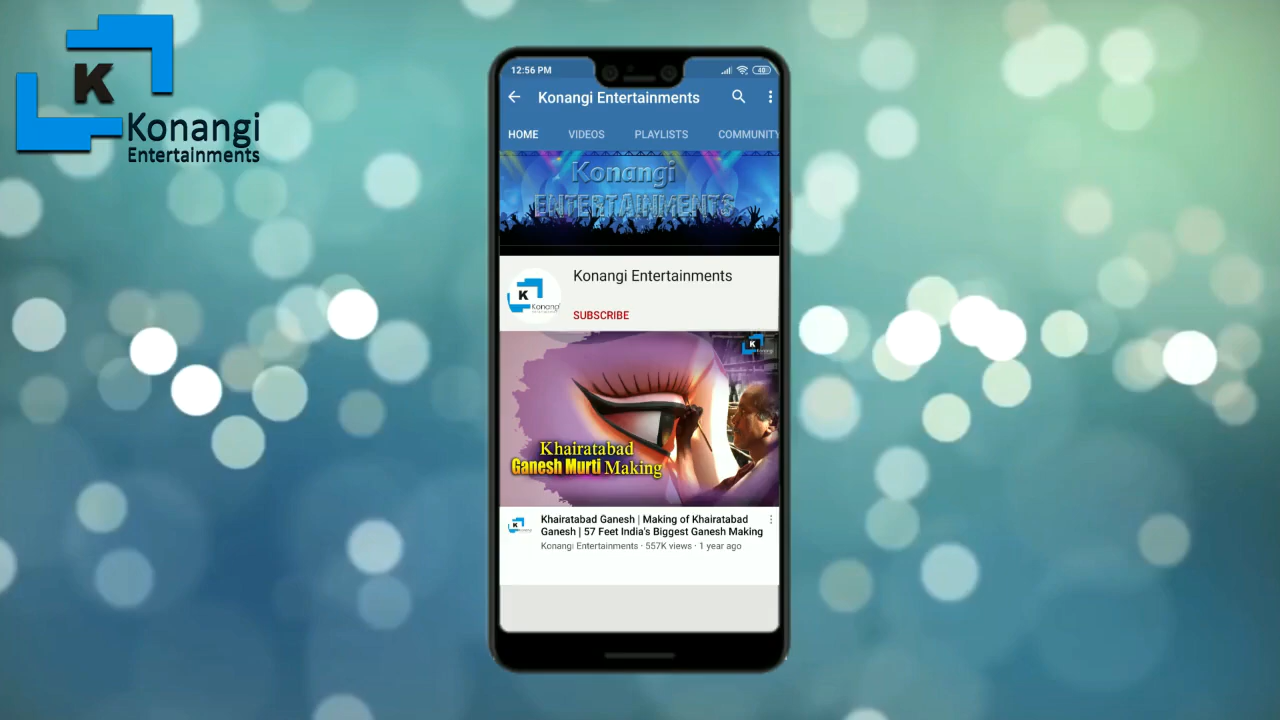 K
Konangi
Entertainments
12:56 PM
40
Konangi Entertainments
HOME VIDEOS PLAYLISTS COMMUNITY
Konangi
ENTERTAINMENTS
Konangi Entertainments
K
Konangi
SUBSCRIBE
K
Khairatabad
Ganesh Murti Making
K
Khairatabad Ganesh | Making of Khairatabad
Ganesh | 57 Feet India's Biggest Ganesh Making
Konangi Entertainments · 557K views · 1 year ago